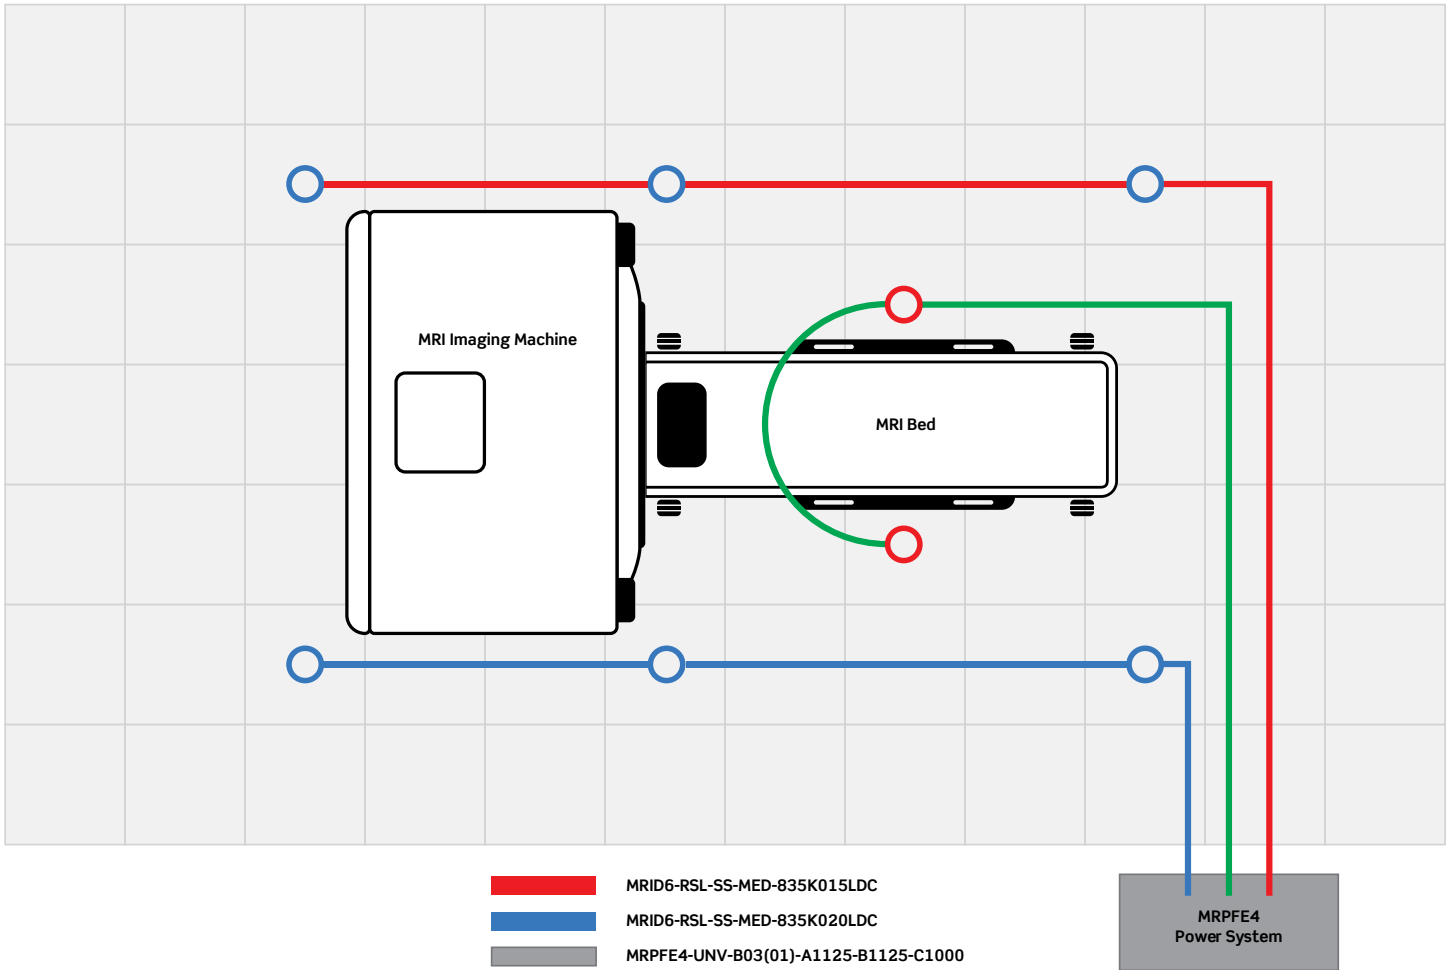 MRI Imaging Machine
MRI Bed
MRID6-RSL-SS-MED-835K015LDC
MRID6-RSL-SS-MED-835K020LDC
MRPFE4-UNV-B03(01)-A1125-B1125-C1000
MRPFE4
Power System